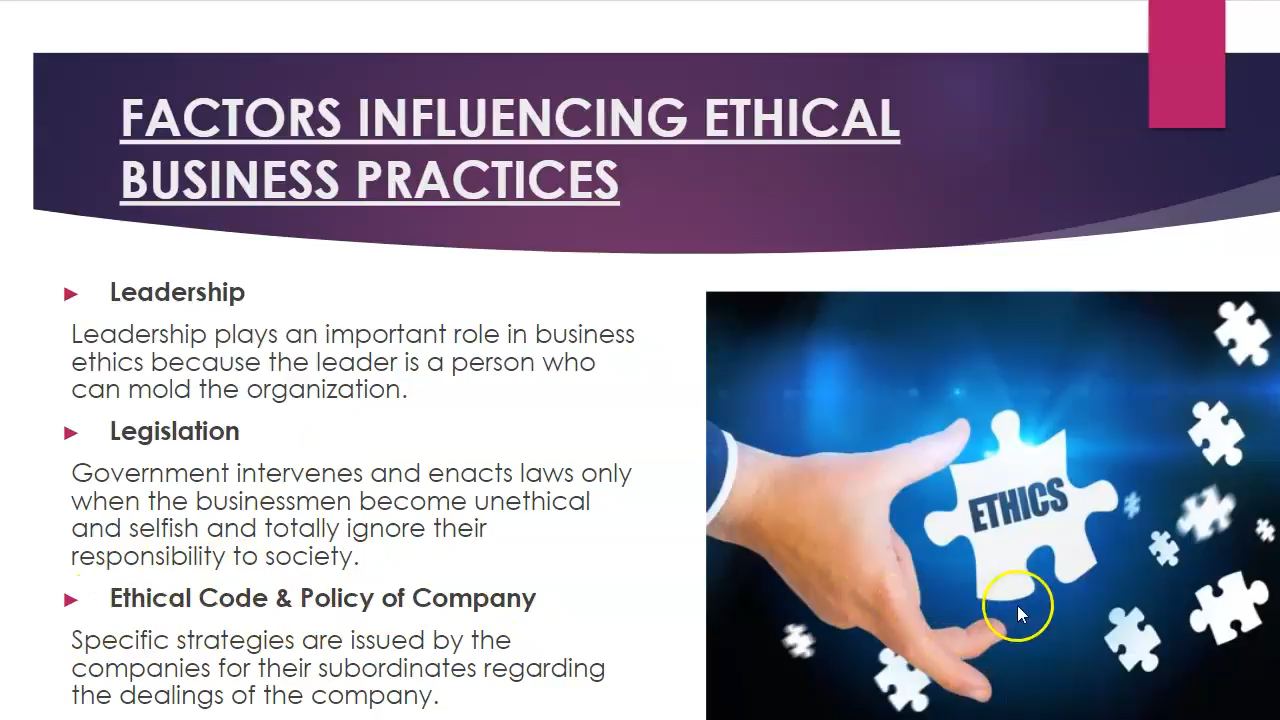 FACTORS INFLUENCING ETHICAL
BUSINESS PRACTICES
Leadership
Leadership plays an important role in business
ethics because the leader is a person who
can mold the organization.
Legislation
Government intervenes and enacts laws only
when the businessmen become unethical
and selfish and totally ignore their
responsibility to society.
Ethical Code & Policy of Company
Specific strategies are issued by the
companies for their subordinates regarding
the dealings of the company.
ETHICS